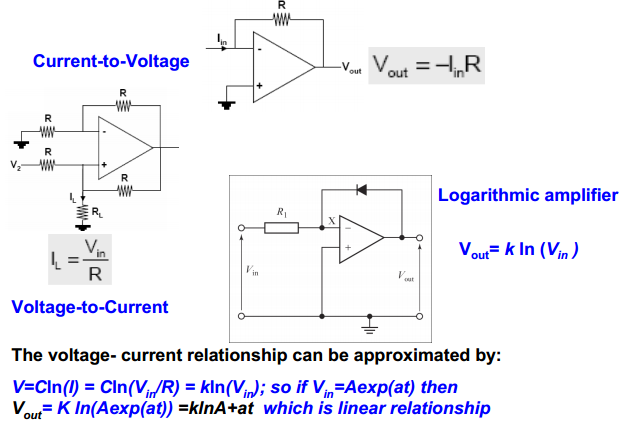 R
I_in
-
+
V_out
V_out = -I_in R
Current-to-Voltage
R
R
R
V_2
-
+
R
I_L
R_L
I_L = V_in / R
Voltage-to-Current
R_1
X
-
+
V_in
V_out
Logarithmic amplifier
V_out= k ln (V_in )
The voltage- current relationship can be approximated by:
V=Cln(I) = Cln(V_in/R) = kln(V_in); so if V_in=Aexp(at) then
V_out= K ln(Aexp(at)) =klnA+at which is linear relationship